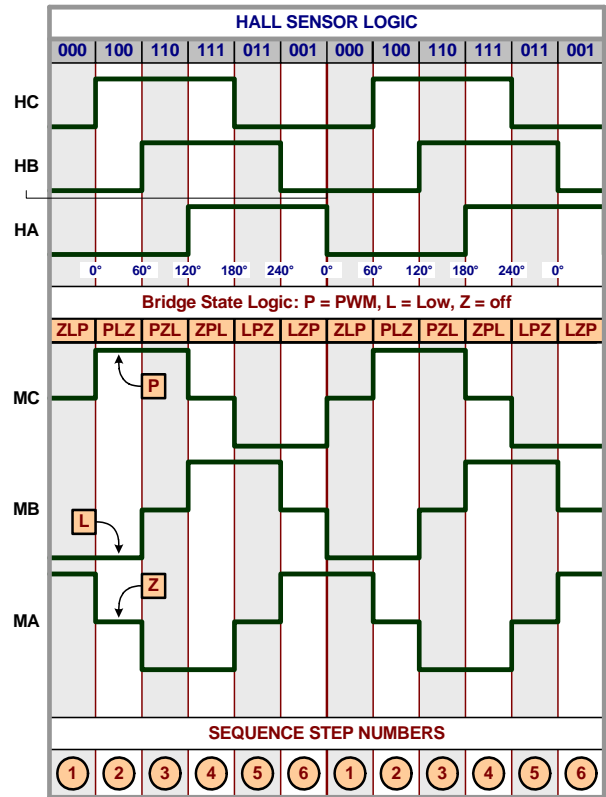 HALL SENSOR LOGIC
000 100 110 111 011 001 000 100 110 111 011 001
HC
HB
HA
0° 60° 120° 180° 240° 0° 60° 120° 180° 240° 0°
Bridge State Logic: P = PWM, L = Low, Z = off
ZLP PLZ PZL ZPL LPZ LZP ZLP PLZ PZL ZPL LPZ LZP
MC
P
MB
L
Z
MA
SEQUENCE STEP NUMBERS
1 2 3 4 5 6 1 2 3 4 5 6